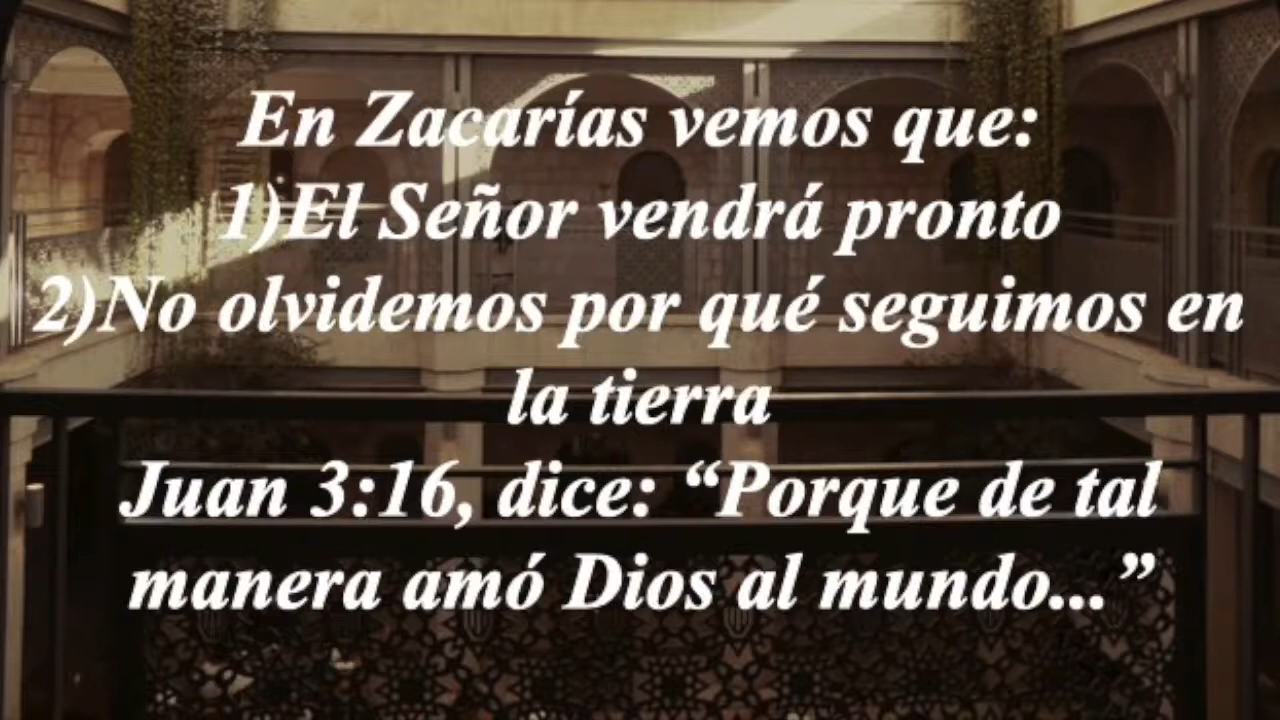 En Zacarías vemos que:
1)El Señor vendrá pronto
2)No olvidemos por qué seguimos en
la tierra
Juan 3:16, dice: “Porque de tal
manera amó Dios al mundo...”